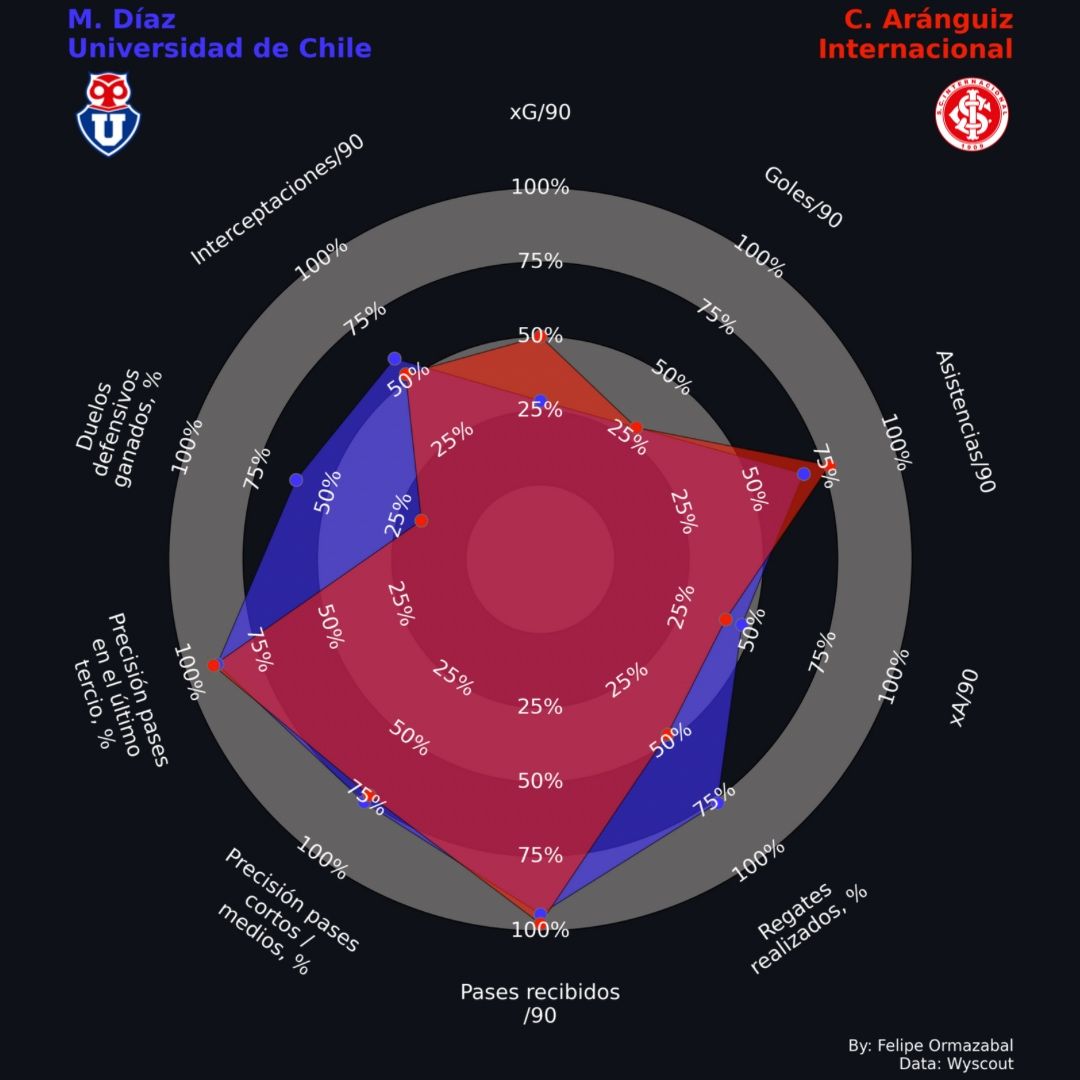 M. Díaz
Universidad de Chile
C. Aránguiz
Internacional
U
S.C. INTERNACIONAL
1909
xG/90
100%
75%
50%
25%
Goles/90
100%
75%
50%
25%
Asistencias/90
100%
75%
50%
25%
xA/90
100%
75%
50%
25%
Regates
realizados, %
100%
75%
50%
25%
Pases recibidos
/90
100%
75%
50%
25%
Precisión pases
cortos /
medios, %
100%
75%
50%
25%
Precisión pases
en el último
tercio, %
100%
75%
50%
25%
Duelos
defensivos
ganados, %
100%
75%
50%
25%
Interceptaciones/90
100%
75%
50%
25%
By: Felipe Ormazabal
Data: Wyscout